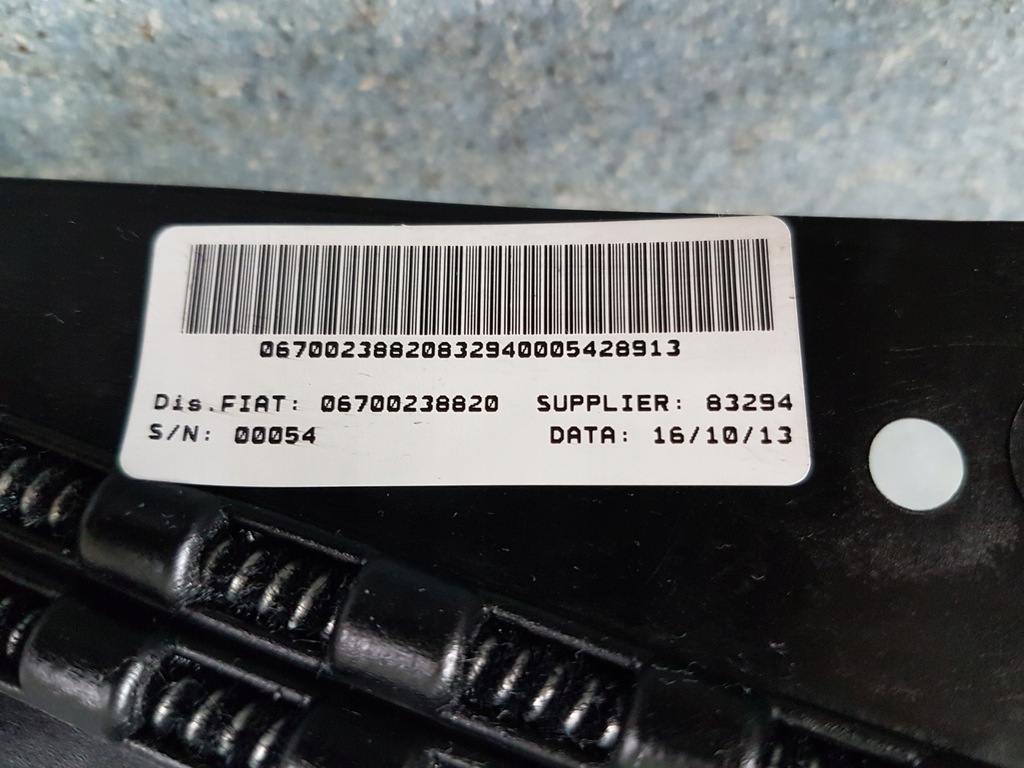 06700238820832940005428913
Dis.FIAT: 06700238820 SUPPLIER: 83294
S/N: 00054 DATA: 16/10/13